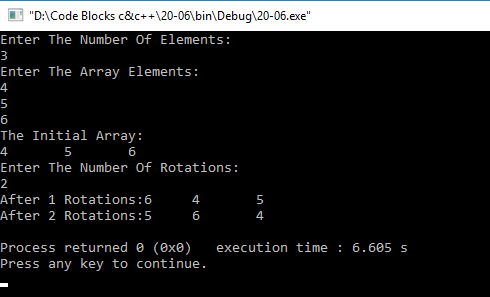 "D:\Code Blocks c&c++\20-06\bin\Debug\20-06.exe"
Enter The Number Of Elements:
3
Enter The Array Elements:
4
5
6
The Initial Array:
4       5       6
Enter The Number Of Rotations:
2
After 1 Rotations:6     4       5
After 2 Rotations:5     6       4

Process returned 0 (0x0)   execution time : 6.605 s
Press any key to continue.